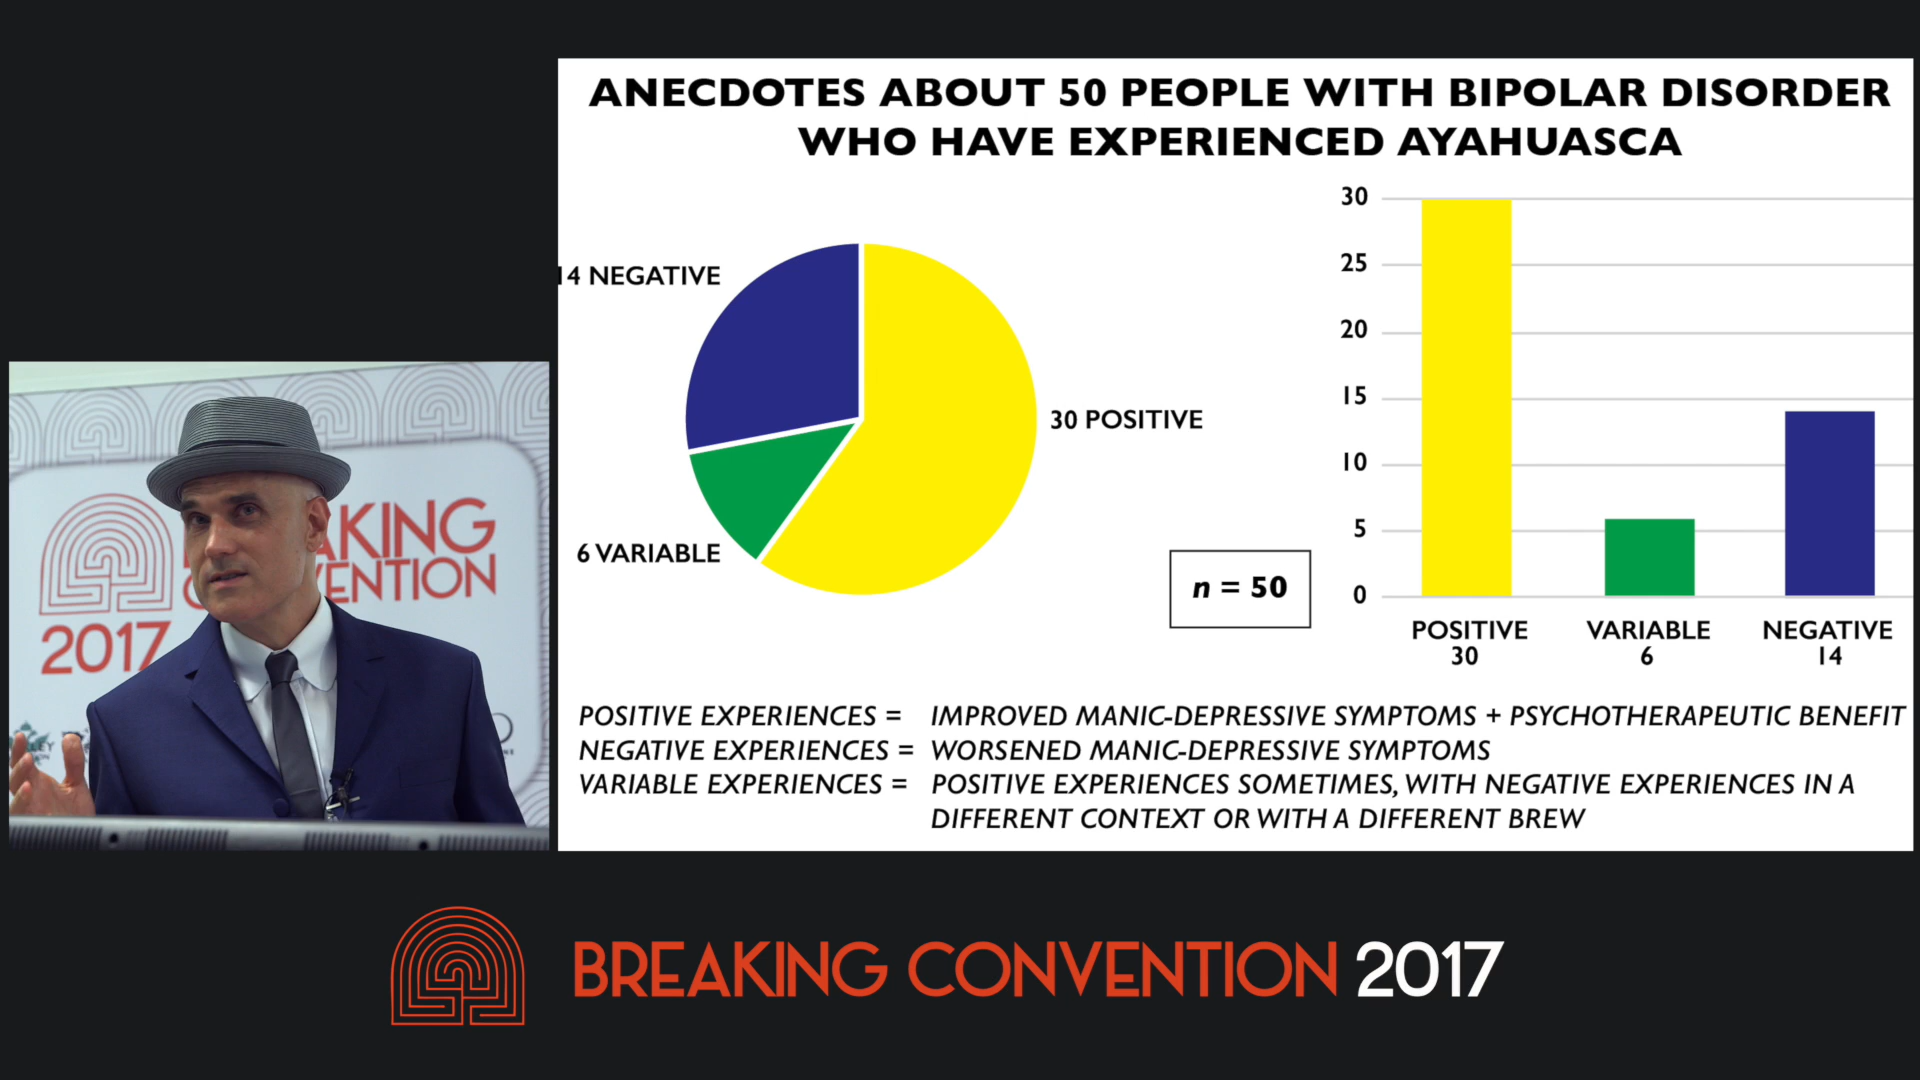 ANECDOTES ABOUT 50 PEOPLE WITH BIPOLAR DISORDER
WHO HAVE EXPERIENCED AYAHUASCA
14 NEGATIVE
30 POSITIVE
6 VARIABLE
n = 50
30
25
20
15
10
5
0
POSITIVE
30
VARIABLE
6
NEGATIVE
14
POSITIVE EXPERIENCES = IMPROVED MANIC-DEPRESSIVE SYMPTOMS + PSYCHOTHERAPEUTIC BENEFIT
NEGATIVE EXPERIENCES = WORSENED MANIC-DEPRESSIVE SYMPTOMS
VARIABLE EXPERIENCES = POSITIVE EXPERIENCES SOMETIMES, WITH NEGATIVE EXPERIENCES IN A
DIFFERENT CONTEXT OR WITH A DIFFERENT BREW
AKING
VENTION
2017
BREAKING CONVENTION 2017